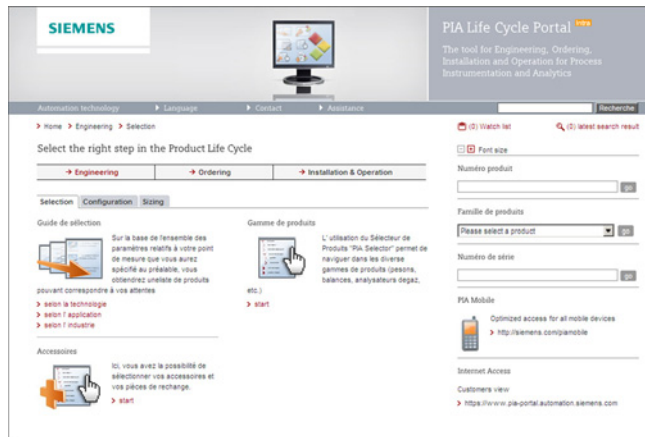 SIEMENS
PIA Life Cycle Portal Intra
The tool for Engineering, Ordering,
Installation and Operation for Process
Instrumentation and Analytics
Automation technology
Language
Contact
Assistance
Recherche
Home > Engineering > Selection
(0) Watch list
(0) latest search result
Select the right step in the Product Life Cycle
Font size
Engineering
Ordering
Installation & Operation
Numéro produit
go
Selection
Configuration
Sizing
Guide de sélection
Sur la base de l'ensemble des
paramètres relatifs à votre point
de mesure que vous aurez
spécifié au préalable, vous
obtiendrez uneliste de produits
pouvant correspondre à vos attentes
selon la technologie
selon l' application
selon l' industrie
Gamme de produits
L' utilisation du Sélecteur de
Produits "PIA Selector" permet de
naviguer dans les diverse
gammes de produits (pesons,
balances, analysateurs degaz,
etc.)
start
Famille de produits
Please select a product
go
Numéro de série
go
PIA Mobile
Optimized access for all mobile devices
http://siemens.com/piamobile
Accessoires
Ici, vous avez la possibilité de
sélectionner vos accessoires et
vos pièces de rechange.
start
Internet Access
Customers view
https://www.pia-portal.automation.siemens.com